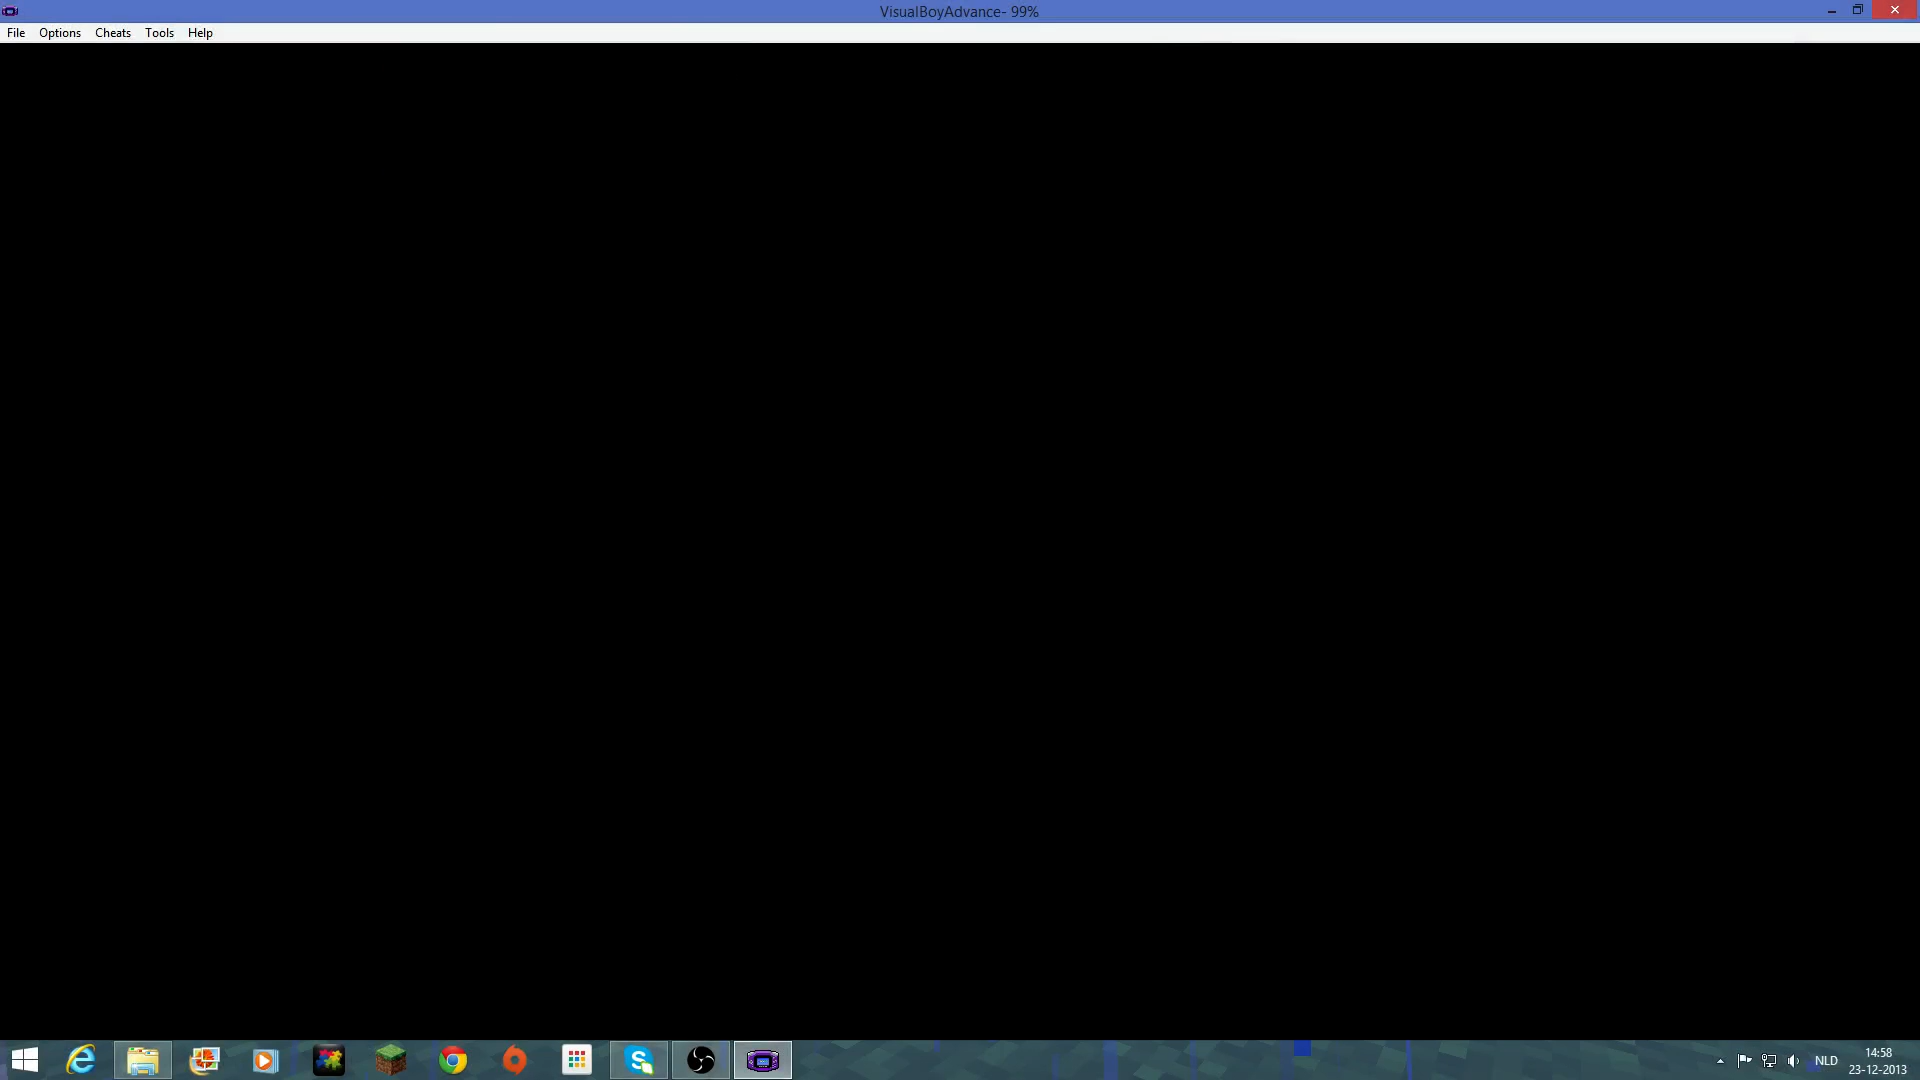 VisualBoyAdvance- 99%
File Options Cheats Tools Help
NLD
14:58
23-12-2013